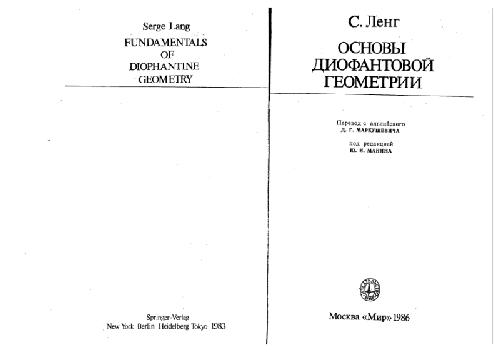 Serge Lang
FUNDAMENTALS
OF
DIOPHANTINE
GEOMETRY
Springer-Verlag
New York Berlin Heidelberg Tokyo 1983
С. Ленг
ОСНОВЫ
ДИОФАНТОВОЙ
ГЕОМЕТРИИ
Перевод с английского
Д. Г. МАРКУШЕВИЧА
под редакцией
Ю. И. МАНИНА
Москва «Мир» 1986